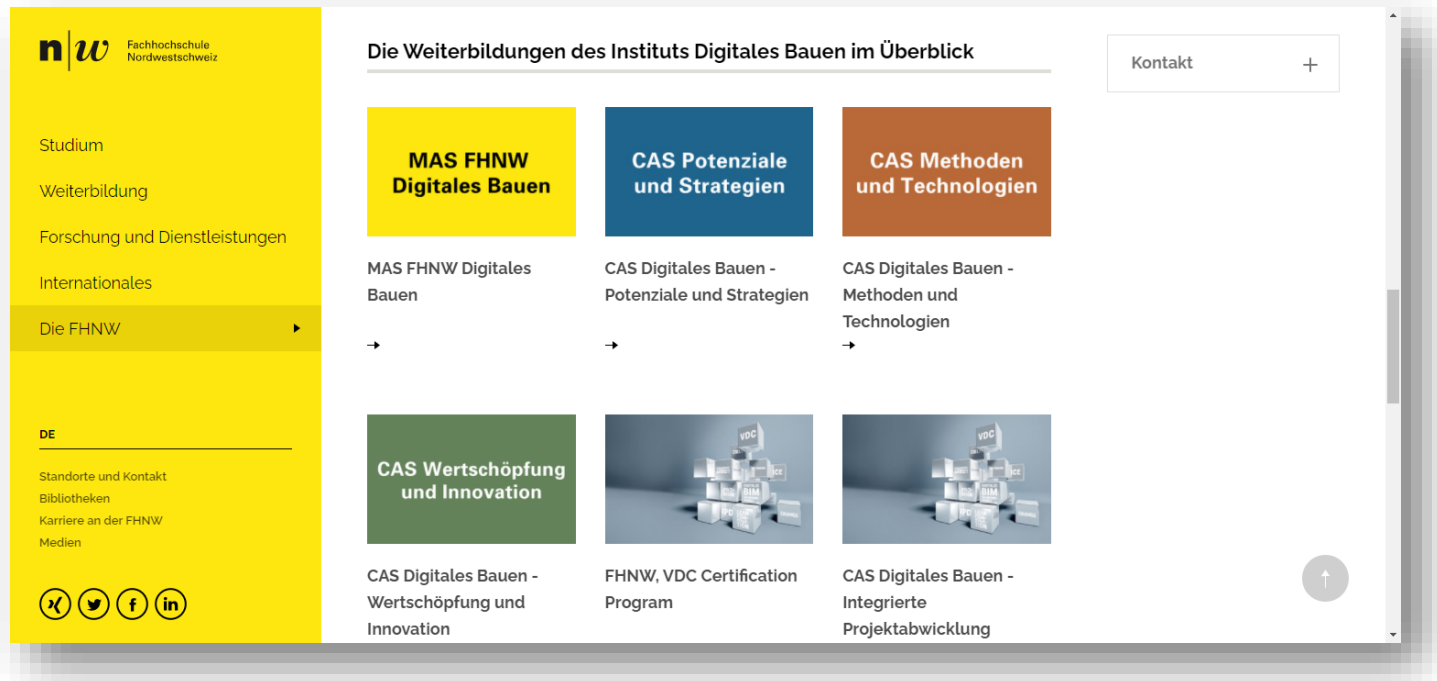 n|w Fachhochschule
Nordwestschweiz
Studium
Weiterbildung
Forschung und Dienstleistungen
Internationales
Die FHNW
DE
Standorte und Kontakt
Bibliotheken
Karriere an der FHNW
Medien
Die Weiterbildungen des Instituts Digitales Bauen im Überblick
MAS FHNW
Digitales Bauen
CAS Potenziale
und Strategien
CAS Methoden
und Technologien
MAS FHNW Digitales
Bauen
CAS Digitales Bauen -
Potenziale und Strategien
CAS Digitales Bauen -
Methoden und
Technologien
CAS Wertschöpfung
und Innovation
VDC
ICE
BIM
VDC
ICE
BIM
CAS Digitales Bauen -
Wertschöpfung und
Innovation
FHNW, VDC Certification
Program
CAS Digitales Bauen -
Integrierte
Projektabwicklung
Kontakt